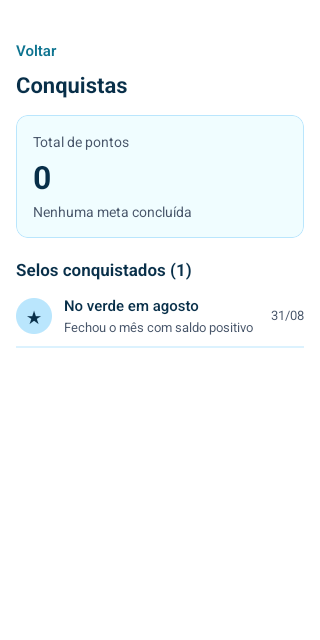 Voltar
Conquistas
Total de pontos
0
Nenhuma meta concluída
Selos conquistados (1)
No verde em agosto
Fechou o mês com saldo positivo
31/08